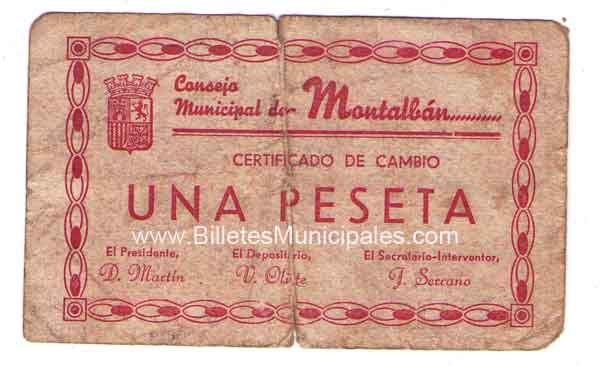 Consejo
Municipal de Montalbán
CERTIFICADO DE CAMBIO
UNA PESETA
www.BilletesMunicipales.com
El Presidente, El Depositario, El Secretario-Interventor,
D. Martín V. J. Serrano